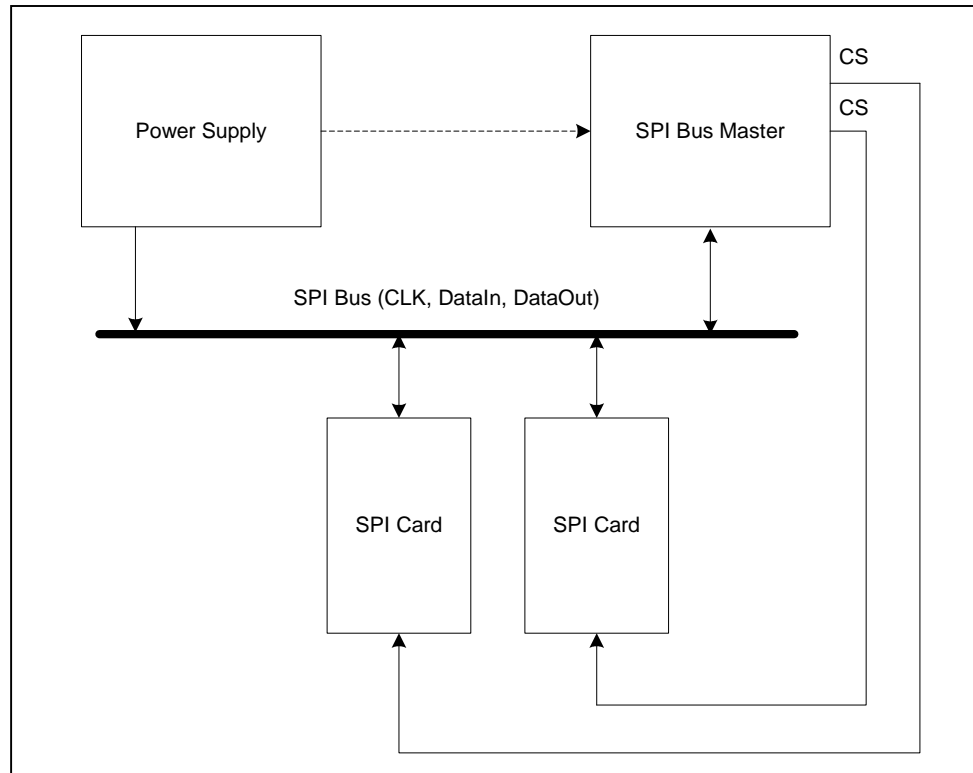 Power Supply
SPI Bus Master
CS
CS
SPI Bus (CLK, DataIn, DataOut)
SPI Card
SPI Card